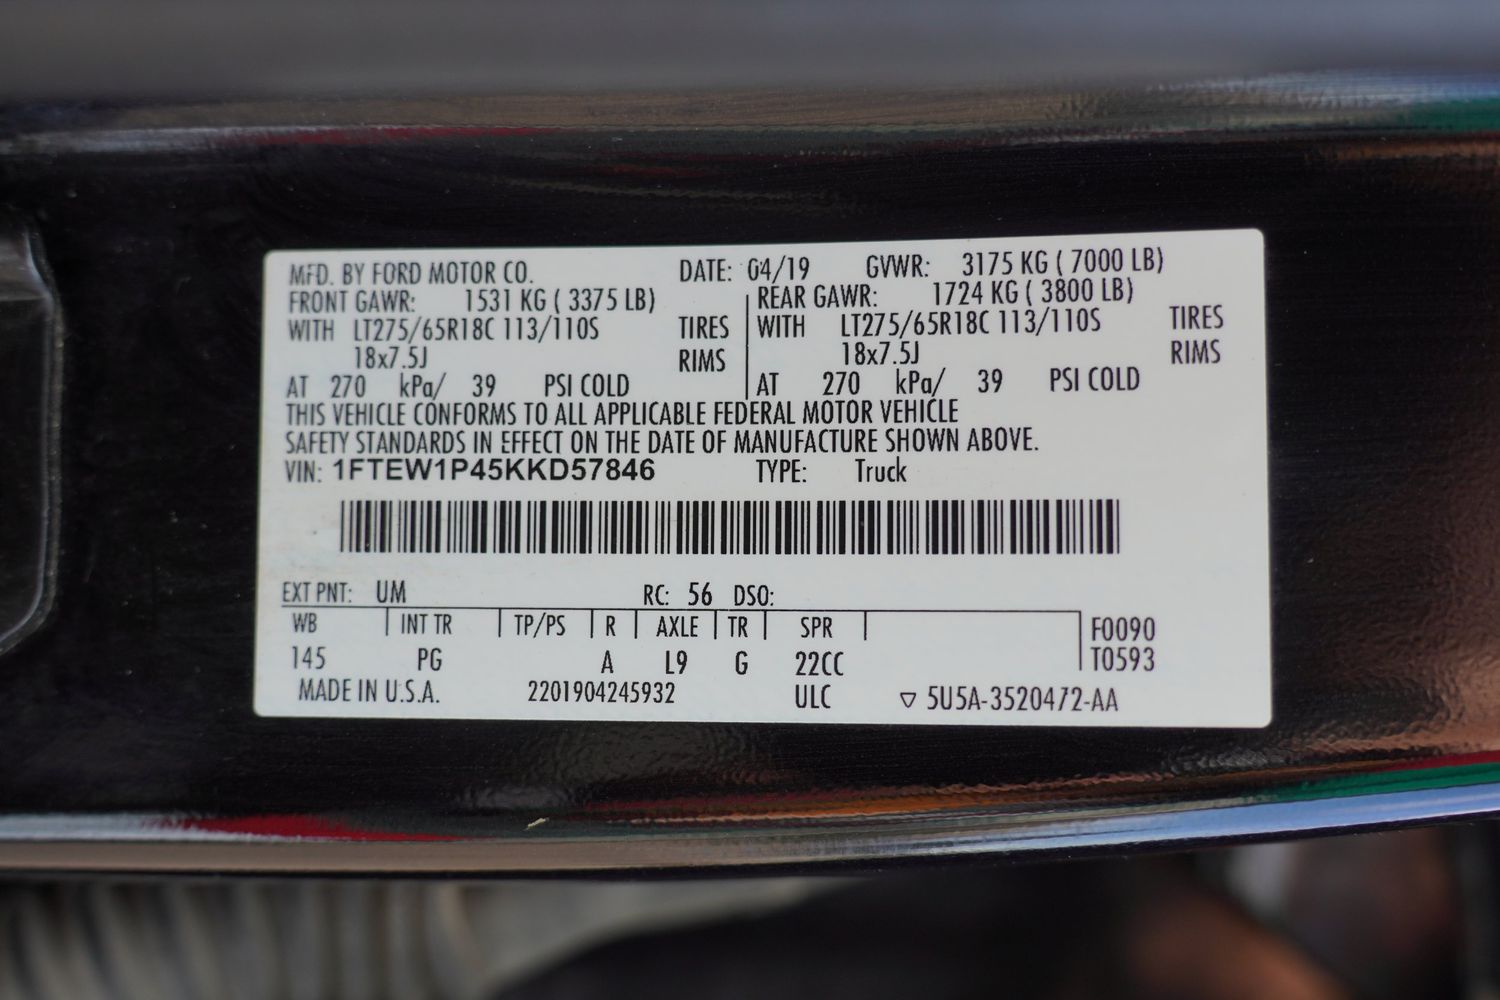 MFD. BY FORD MOTOR CO. DATE: 04/19 GVWR: 3175 KG ( 7000 LB)
FRONT GAWR: 1531 KG ( 3375 LB) REAR GAWR: 1724 KG ( 3800 LB)
WITH LT275/65R18C 113/110S TIRES WITH LT275/65R18C 113/110S TIRES
18x7.5J RIMS 18x7.5J RIMS
AT 270 kPa/ 39 PSI COLD AT 270 kPa/ 39 PSI COLD
THIS VEHICLE CONFORMS TO ALL APPLICABLE FEDERAL MOTOR VEHICLE
SAFETY STANDARDS IN EFFECT ON THE DATE OF MANUFACTURE SHOWN ABOVE.
VIN: 1FTEW1P45KKD57846 TYPE: Truck
EXT PNT: UM RC: 56 DSO:
WB INT TR TP/PS R AXLE TR SPR F0090
145 PG A L9 G 22CC T0593
MADE IN U.S.A. 2201904245932 ULC ▽ 5U5A-3520472-AA